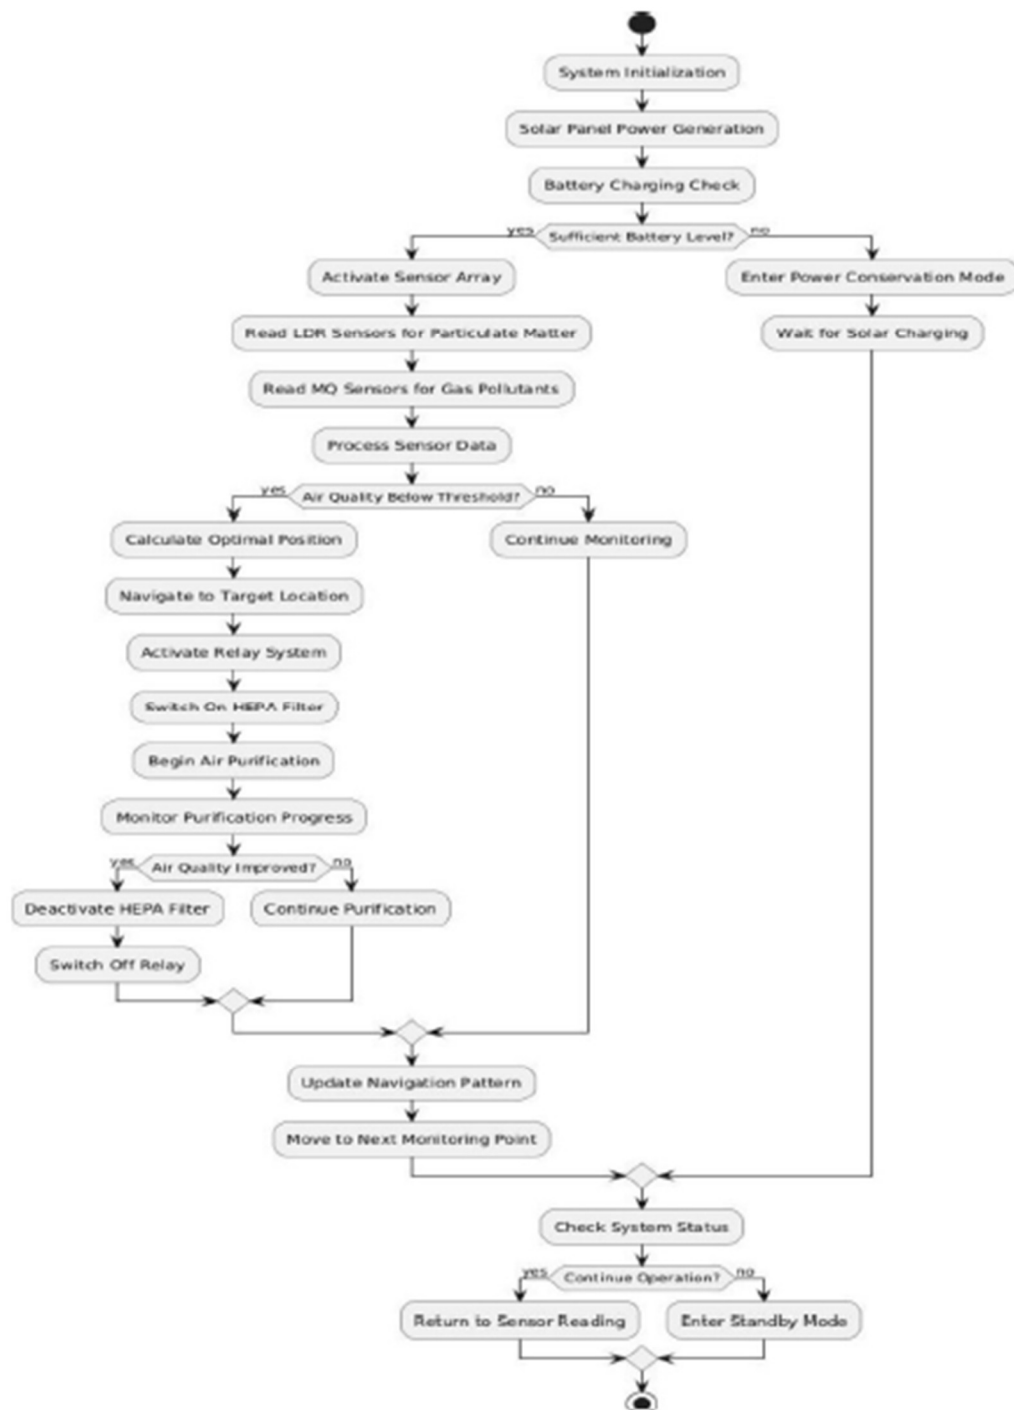 System Initialization
Solar Panel Power Generation
Battery Charging Check
yes
Sufficient Battery Level?
no
Activate Sensor Array
Enter Power Conservation Mode
Read LDR Sensors for Particulate Matter
Wait for Solar Charging
Read MQ Sensors for Gas Pollutants
Process Sensor Data
yes
Air Quality Below Threshold?
no
Calculate Optimal Position
Continue Monitoring
Navigate to Target Location
Activate Relay System
Switch On HEPA Filter
Begin Air Purification
Monitor Purification Progress
yes
Air Quality Improved?
no
Deactivate HEPA Filter
Continue Purification
Switch Off Relay
Update Navigation Pattern
Move to Next Monitoring Point
Check System Status
yes
Continue Operation?
no
Return to Sensor Reading
Enter Standby Mode